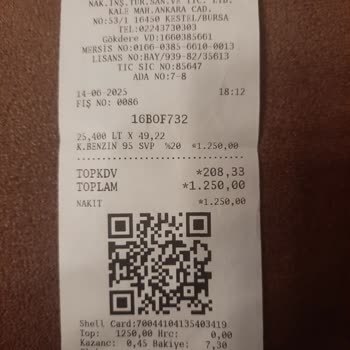 NAK.İNŞ.TUR.SAN.VE TİC. LTD.
KALE MAH.ANKARA CAD.
NO:53/1 16450 KESTEL/BURSA
TEL:02243730303
Gökdere VD:1660385661
MERSİS NO:0166-0385-6610-0013
LISANS NO:BAY/939-82/35613
TIC SIC NO:85647
ADA NO:7-8
14-06-2025 18:12
FİŞ NO: 0086
16BOF732
25,400 LT X 49,22
K.BENZIN 95 SVP %20 *1.250,00
TOPKDV *208,33
TOPLAM *1.250,00
NAKİT *1.250,00
Shell Card:70044104135403419
Top: 1250,00 Hrc: 0,00
Kazanc: 0,45 Bakiye: 7,30